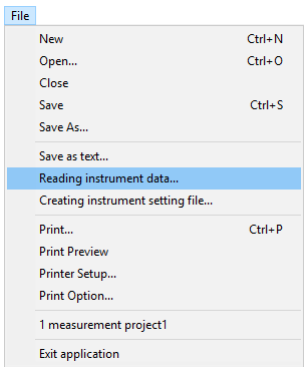 File
New Ctrl+N
Open... Ctrl+O
Close
Save Ctrl+S
Save As...
Save as text...
Reading instrument data...
Creating instrument setting file...
Print... Ctrl+P
Print Preview
Printer Setup...
Print Option...
1 measurement project1
Exit application